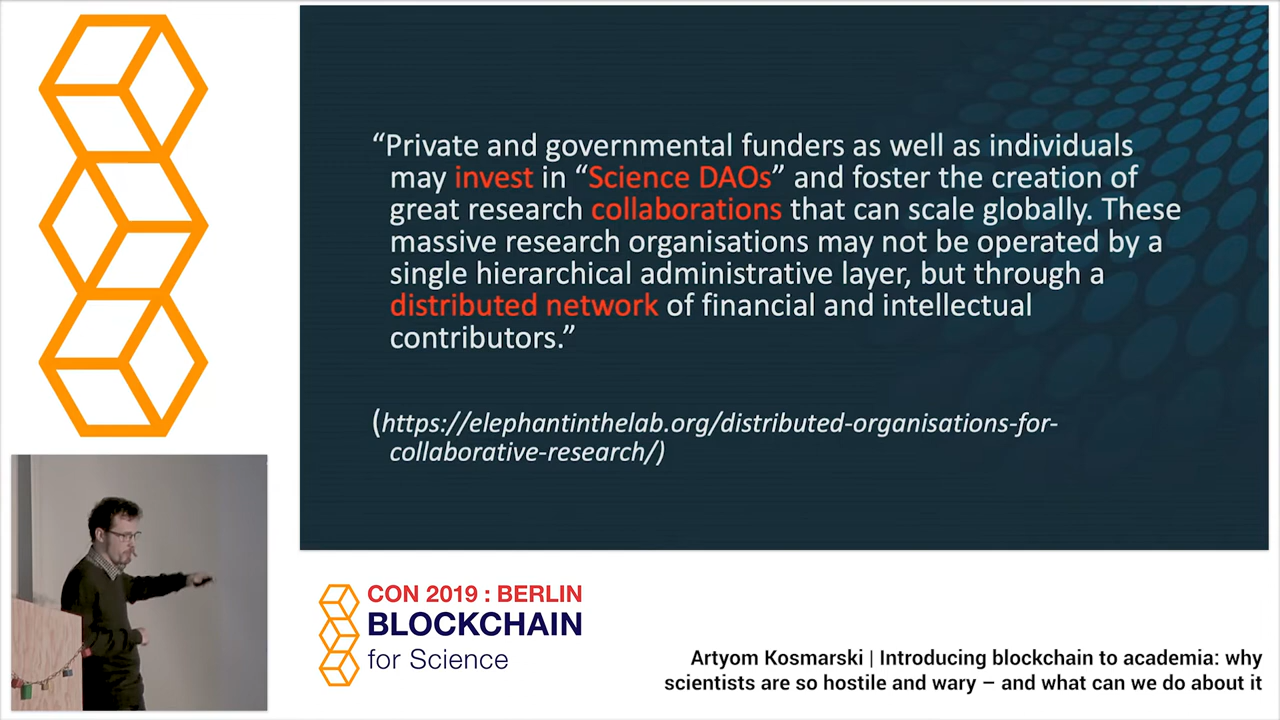 “Private and governmental funders as well as individuals
may invest in “Science DAOs” and foster the creation of
great research collaborations that can scale globally. These
massive research organisations may not be operated by a
single hierarchical administrative layer, but through a
distributed network of financial and intellectual
contributors.”
(https://elephantinthelab.org/distributed-organisations-for-
collaborative-research/)
CON 2019 : BERLIN
BLOCKCHAIN
for Science
Artyom Kosmarski | Introducing blockchain to academia: why
scientists are so hostile and wary – and what can we do about it